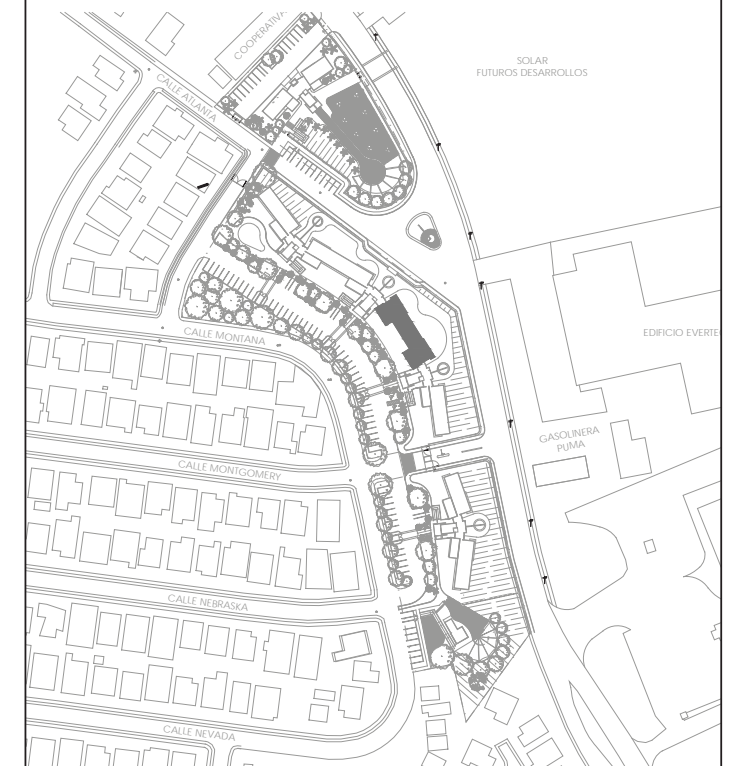 COOPERATIVA
SOLAR
FUTUROS DESARROLLOS
CALLE ATLANTA
EDIFICIO EVERTE
CALLE MONTANA
GASOLINERA
PUMA
CALLE MONTGOMERY
CALLE NEBRASKA
CALLE NEVADA